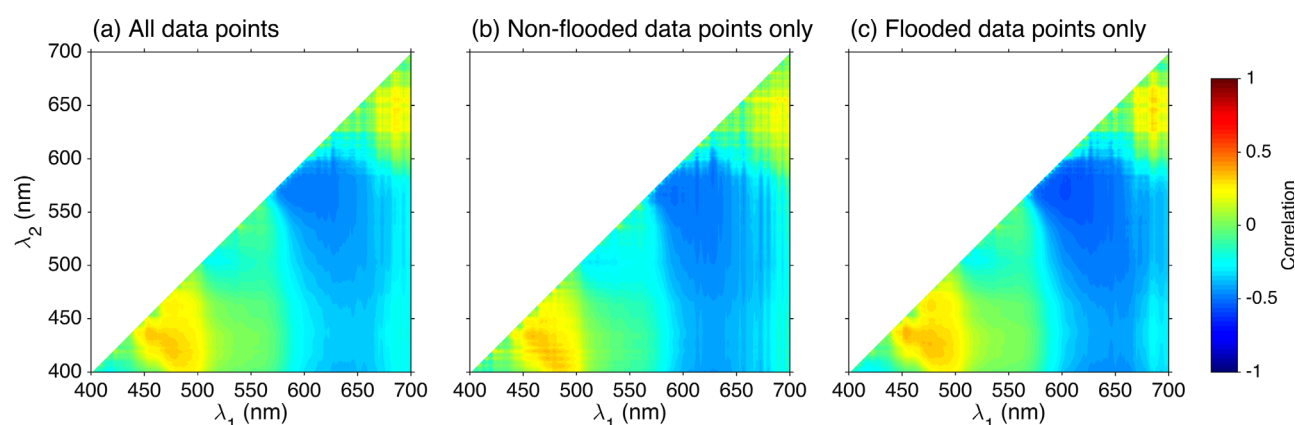 (a) All data points
(b) Non-flooded data points only
(c) Flooded data points only
700
650
600
550
500
450
400
λ2 (nm)
400 450 500 550 600 650 700
400 450 500 550 600 650 700
400 450 500 550 600 650 700
λ1 (nm)
λ1 (nm)
λ1 (nm)
1
0.5
0
-0.5
-1
Correlation